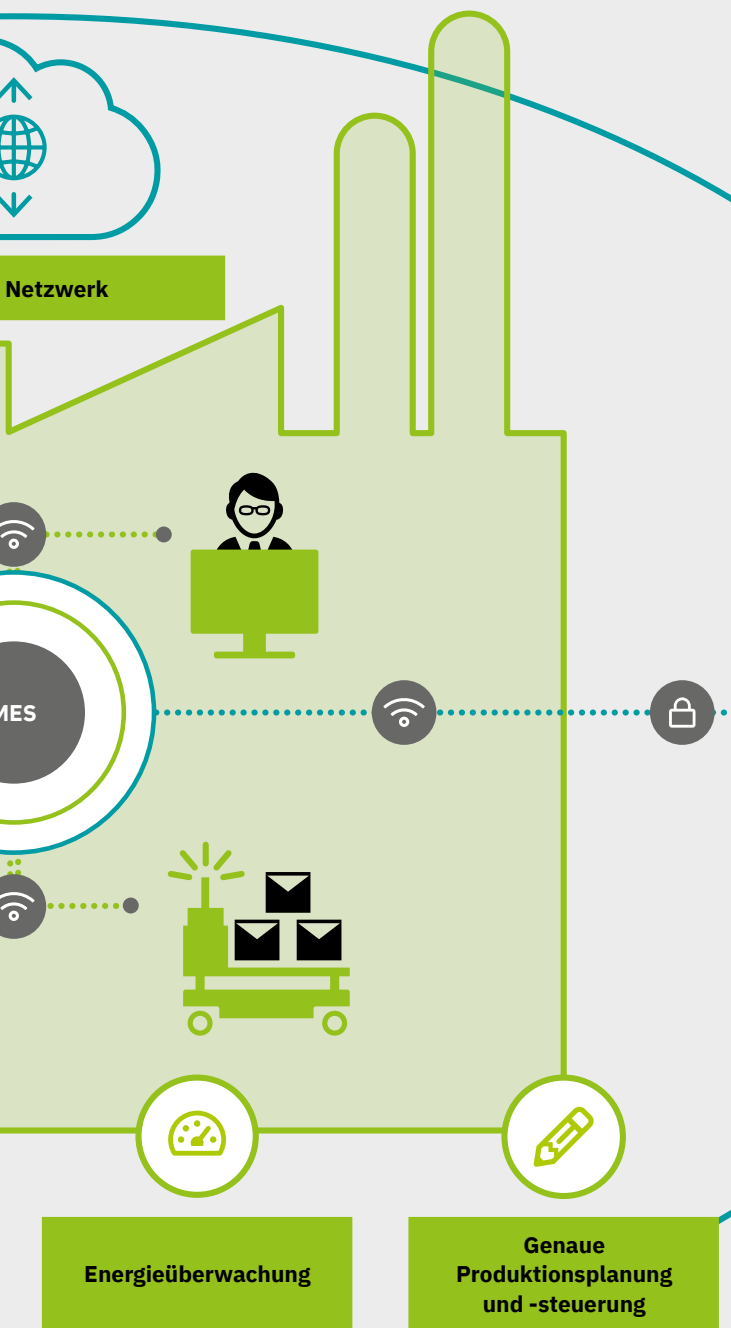 Netzwerk
MES
Energieüberwachung
Genaue
Produktionsplanung
und -steuerung